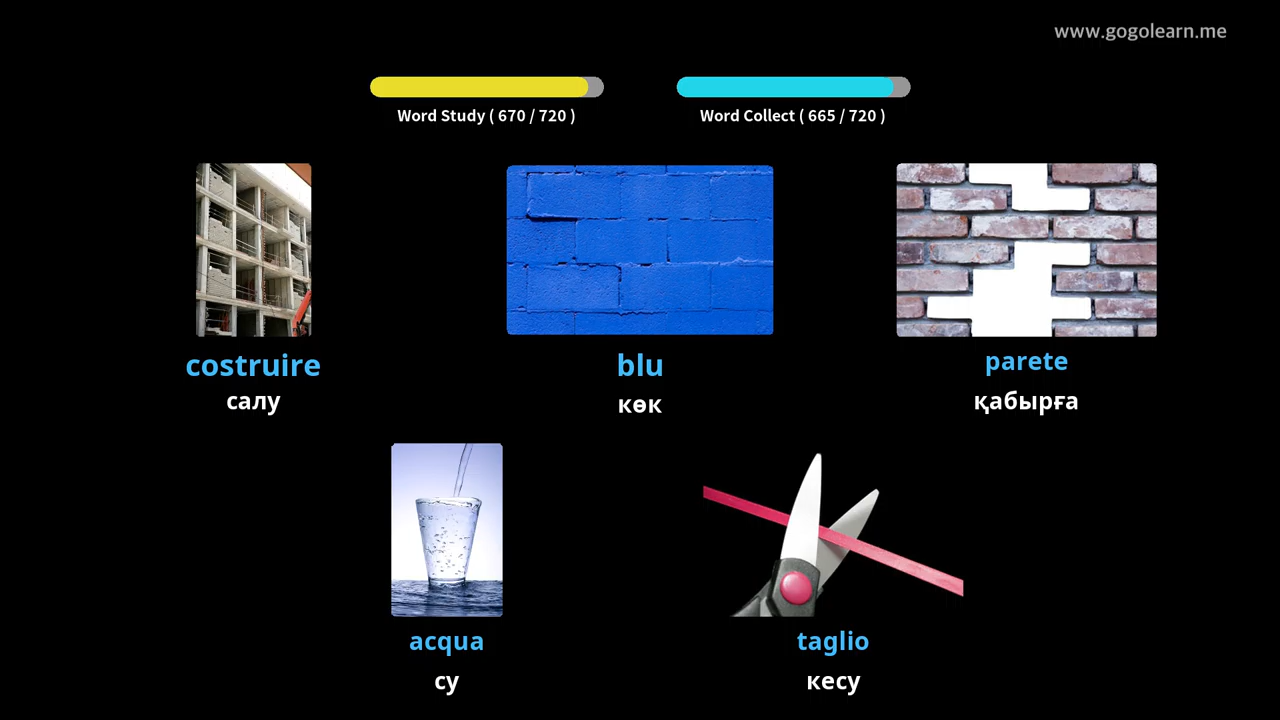 www.gogolearn.me
Word Study ( 670 / 720 )
Word Collect ( 665 / 720 )
costruire
салу
blu
көк
parete
қабырға
acqua
су
taglio
кесу